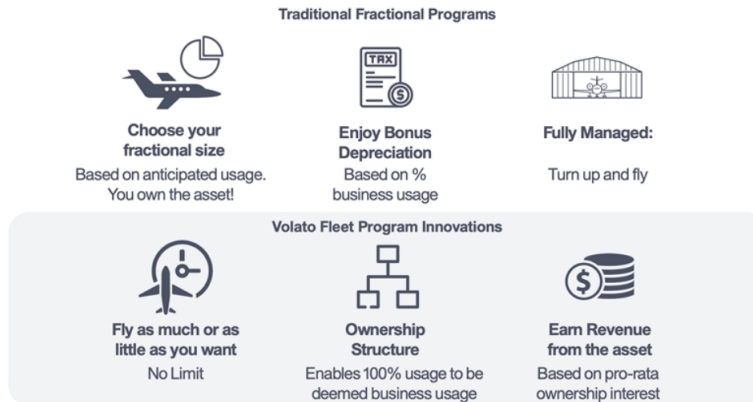 Traditional Fractional Programs
TAX
$
Choose your
fractional size
Based on anticipated usage.
You own the asset!
Enjoy Bonus
Depreciation
Based on %
business usage
Fully Managed:
Turn up and fly
Volato Fleet Program Innovations
$
Fly as much or as
little as you want
No Limit
Ownership
Structure
Enables 100% usage to be
deemed business usage
Earn Revenue
from the asset
Based on pro-rata
ownership interest